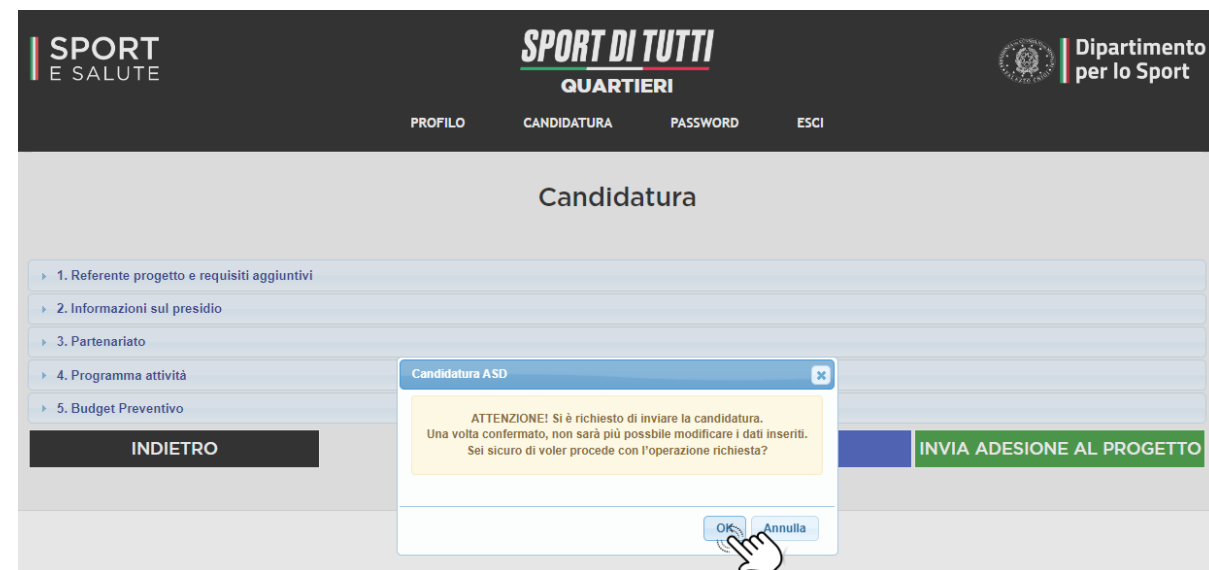 SPORT
E SALUTE
SPORT DI TUTTI
QUARTIERI
Dipartimento
per lo Sport
PROFILO CANDIDATURA PASSWORD ESCI
Candidatura
1. Referente progetto e requisiti aggiuntivi
2. Informazioni sul presidio
3. Partenariato
4. Programma attività
5. Budget Preventivo
Candidatura ASD
ATTENZIONE! Si è richiesto di inviare la candidatura.
Una volta confermato, non sarà più possbile modificare i dati inseriti.
Sei sicuro di voler procede con l'operazione richiesta?
OK Annulla
INDIETRO INVIA ADESIONE AL PROGETTO